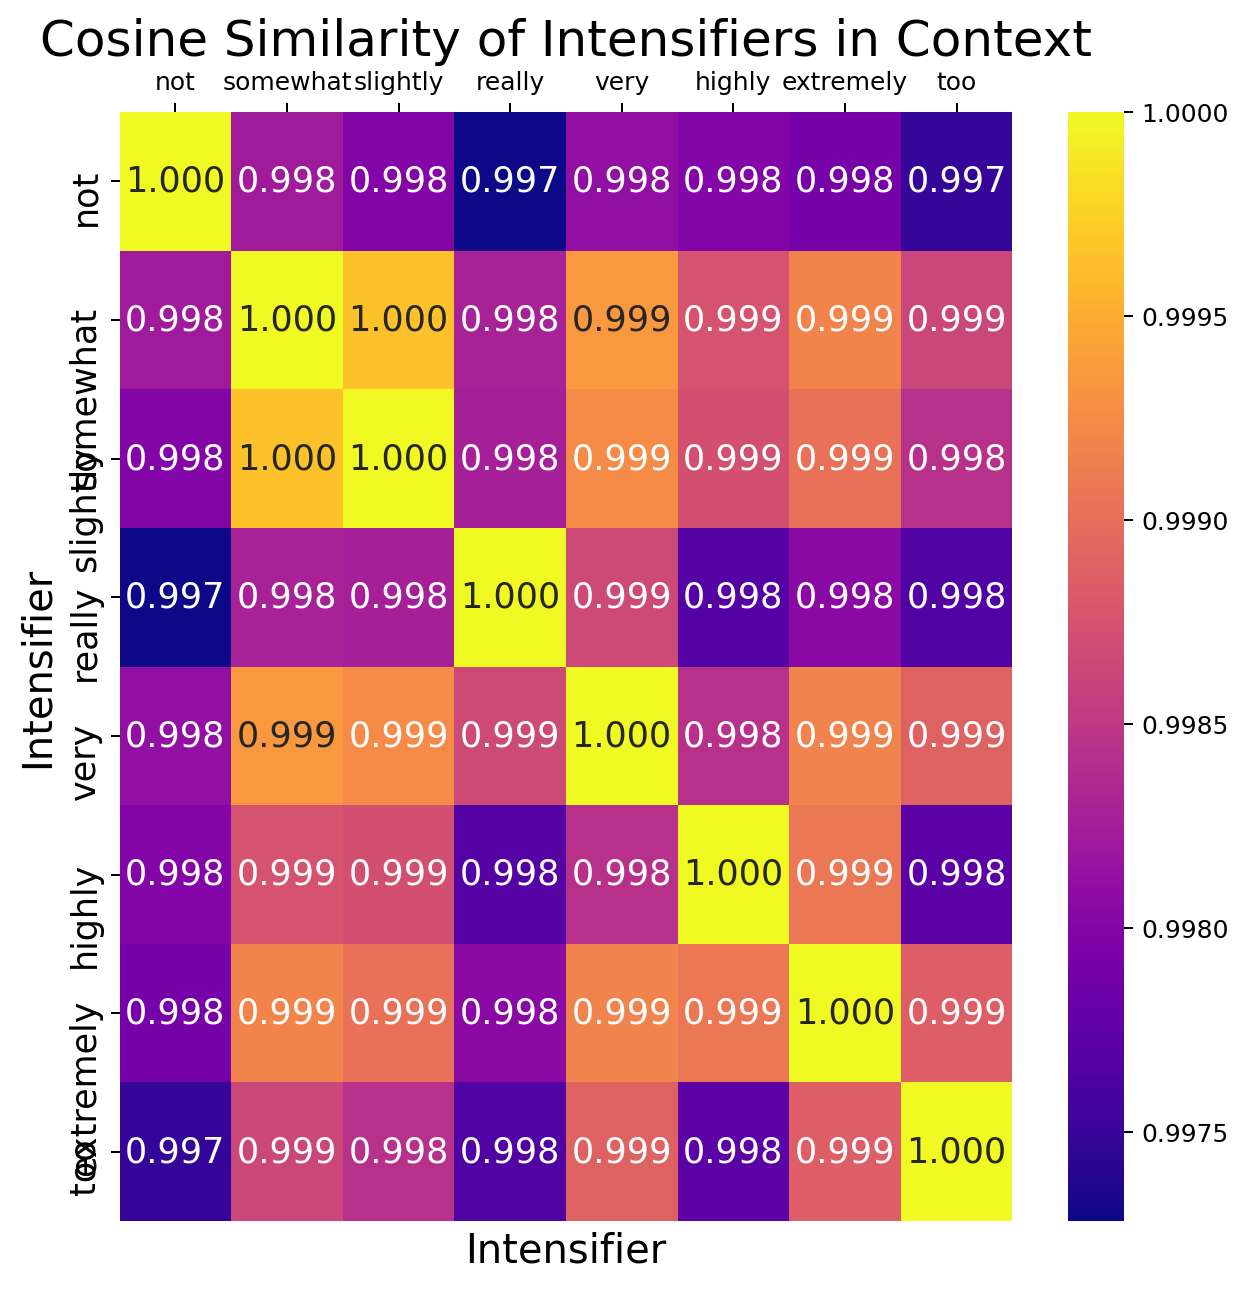 Cosine Similarity of Intensifiers in Context
not somewhat slightly really very highly extremely too
not 1.000 0.998 0.998 0.997 0.998 0.998 0.998 0.997
somewhat 0.998 1.000 1.000 0.998 0.999 0.999 0.999 0.999
slightly 0.998 1.000 1.000 0.998 0.999 0.999 0.999 0.998
really 0.997 0.998 0.998 1.000 0.999 0.998 0.998 0.998
very 0.998 0.999 0.999 0.999 1.000 0.998 0.999 0.999
highly 0.998 0.999 0.999 0.998 0.998 1.000 0.999 0.998
extremely 0.998 0.999 0.999 0.998 0.999 0.999 1.000 0.999
too 0.997 0.999 0.998 0.998 0.999 0.998 0.999 1.000
Intensifier
Intensifier
1.0000
0.9995
0.9990
0.9985
0.9980
0.9975